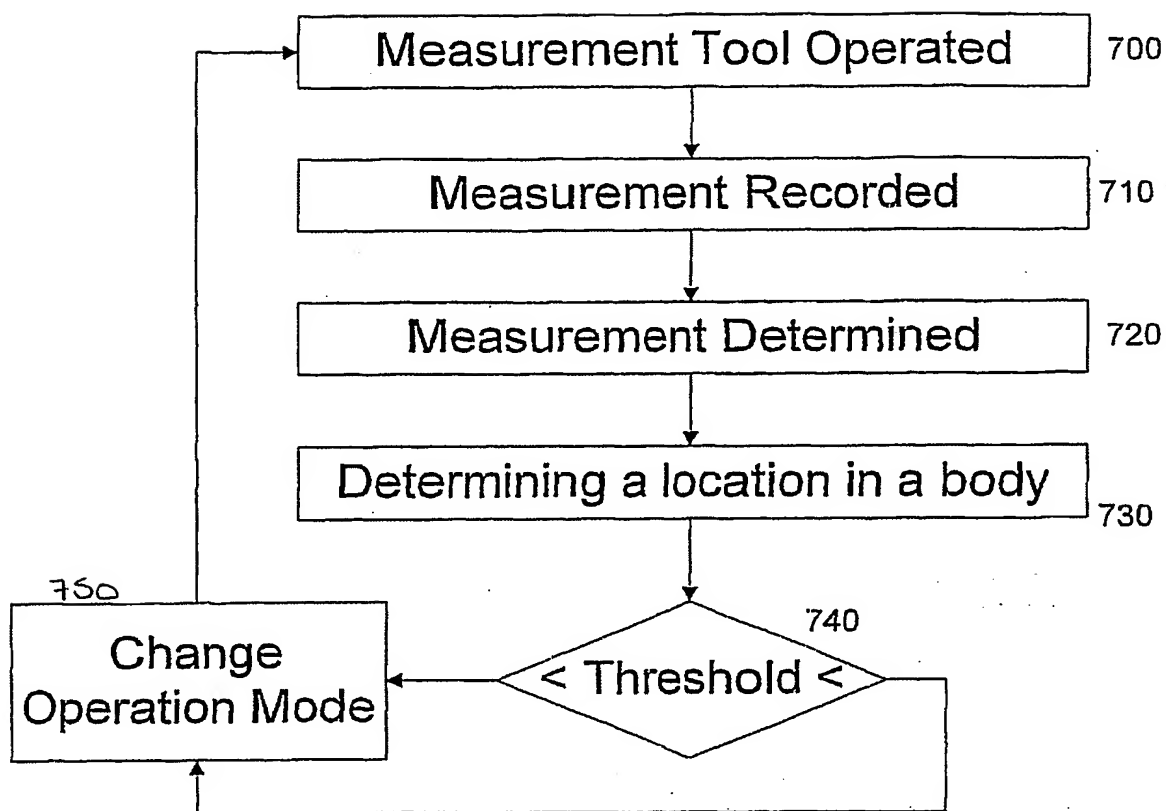 Measurement Tool Operated 700
Measurement Recorded 710
Measurement Determined 720
Determining a location in a body 730
740
< Threshold <
750
Change
Operation Mode